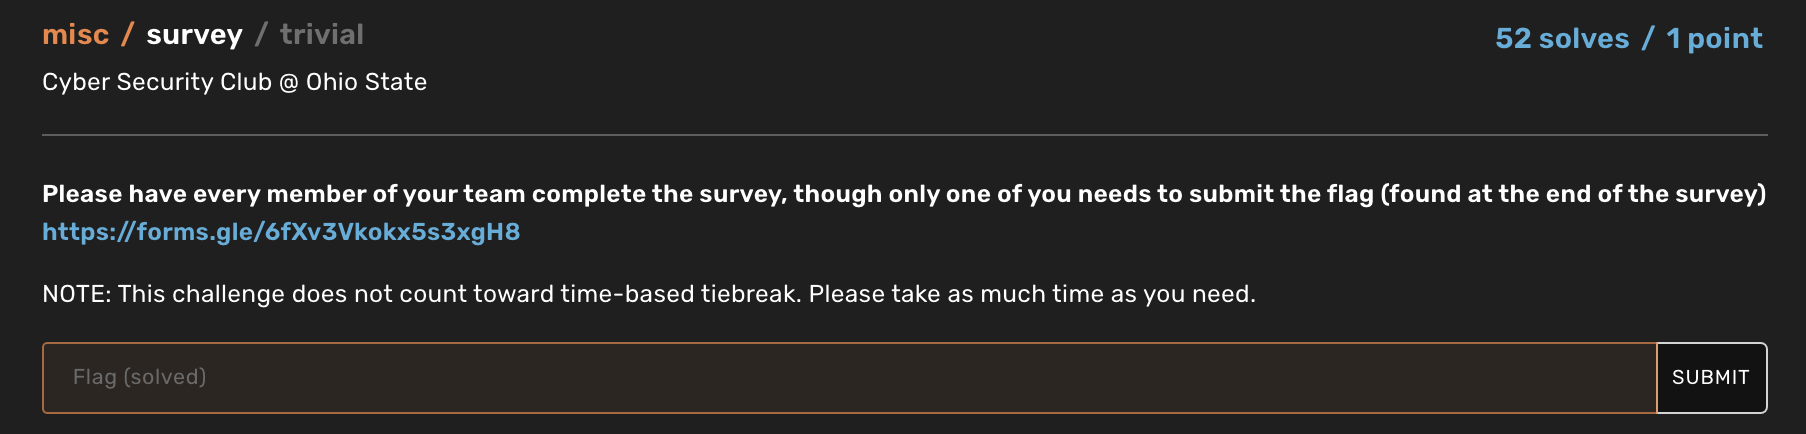 misc / survey / trivial
52 solves / 1 point
Cyber Security Club @ Ohio State
Please have every member of your team complete the survey, though only one of you needs to submit the flag (found at the end of the survey)
https://forms.gle/6fXv3Vkokx5s3xgH8
NOTE: This challenge does not count toward time-based tiebreak. Please take as much time as you need.
Flag (solved)
SUBMIT